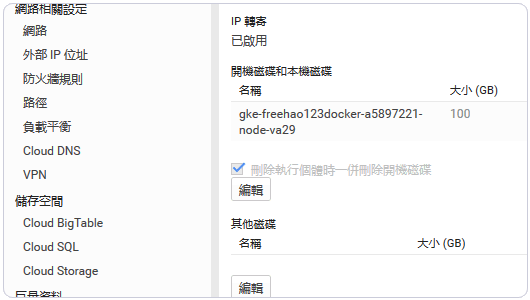 網路相關設定
網路
外部 IP 位址
防火牆規則
路徑
負載平衡
Cloud DNS
VPN
儲存空間
Cloud BigTable
Cloud SQL
Cloud Storage
巨量資料
IP 轉寄
已啟用
開機磁碟和本機磁碟
名稱 大小 (GB)
gke-freehao123docker-a5897221- 100
node-va29
刪除執行個體時一併刪除開機磁碟
編輯
其他磁碟
名稱 大小 (GB)
編輯